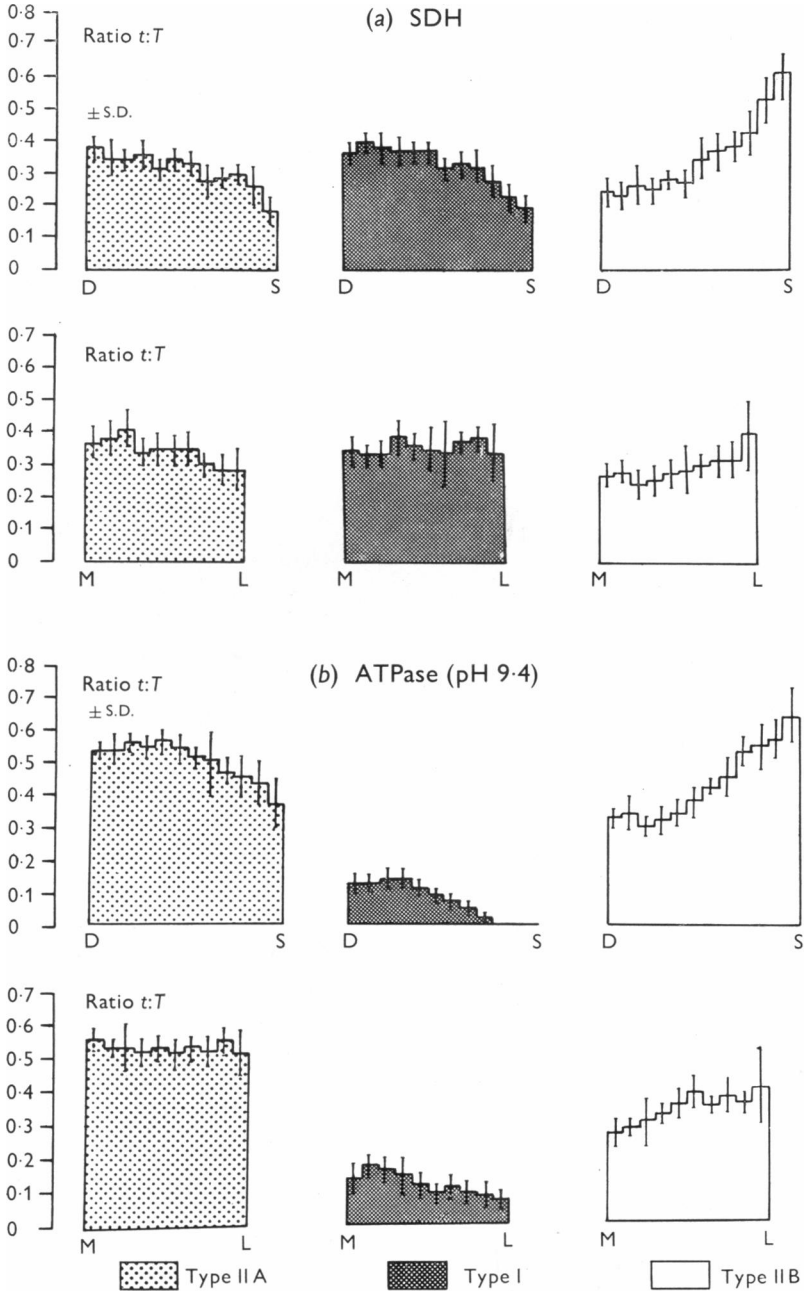 (a) SDH
0·8
0·7
0·6
0·5
0·4
0·3
0·2
0·1
0
Ratio t:T
± S.D.
D S
D S
D S
0·7
0·6
0·5
0·4
0·3
0·2
0·1
0
Ratio t:T
M L
M L
M L
(b) ATPase (pH 9·4)
0·8
0·7
0·6
0·5
0·4
0·3
0·2
0·1
0
Ratio t:T
± S.D.
D S
D S
D S
0·7
0·6
0·5
0·4
0·3
0·2
0·1
0
Ratio t:T
M L
M L
M L
Type II A Type I Type II B